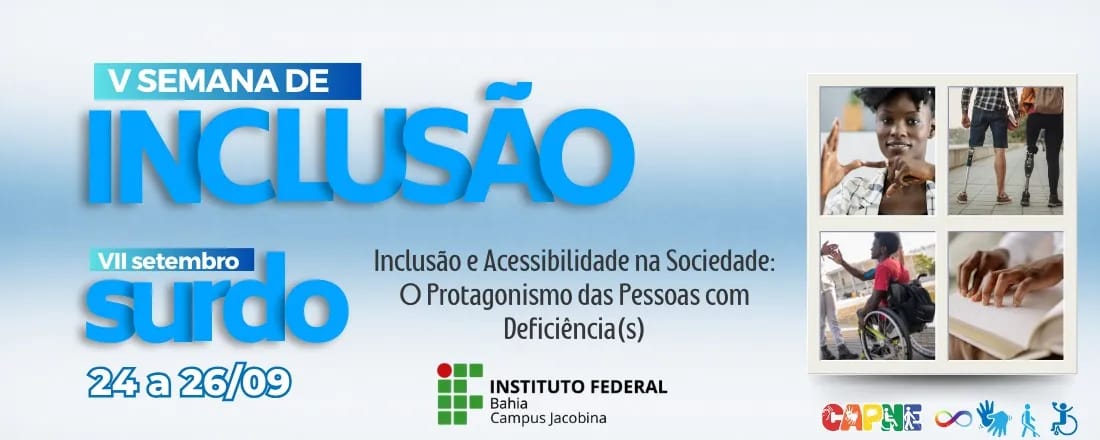 V SEMANA DE
INCLUSÃO
VII setembro
surdo
24 a 26/09
Inclusão e Acessibilidade na Sociedade:
O Protagonismo das Pessoas com
Deficiência(s)
INSTITUTO FEDERAL
Bahia
Campus Jacobina
CAPNE